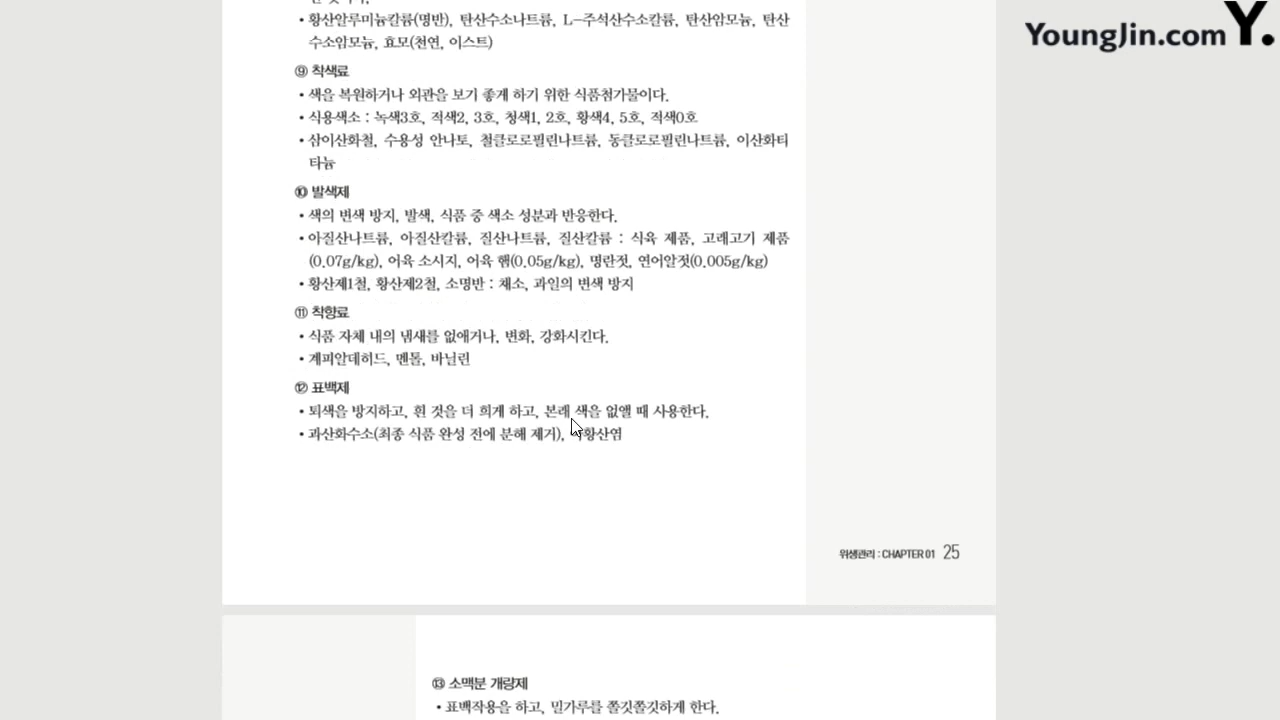 YoungJin.com Y.
• 황산알루미늄칼륨(명반), 탄산수소나트륨, L-주석산수소칼륨, 탄산암모늄, 탄산
수소암모늄, 효모(천연, 이스트)
⑨ 착색료
• 색을 복원하거나 외관을 보기 좋게 하기 위한 식품첨가물이다.
• 식용색소 : 녹색3호, 적색2, 3호, 청색1, 2호, 황색4, 5호, 적색0호
• 삼이산화철, 수용성 안나토, 철클로로필린나트륨, 동클로로필린나트륨, 이산화티
타늄
⑩ 발색제
• 색의 변색 방지, 발색, 식품 중 색소 성분과 반응한다.
• 아질산나트륨, 아질산칼륨, 질산나트륨, 질산칼륨 : 식육 제품, 고래고기 제품
(0.07g/kg), 어육 소시지, 어육 햄(0.05g/kg), 명란젓, 연어알젓(0.005g/kg)
• 황산제1철, 황산제2철, 소명반 : 채소, 과일의 변색 방지
⑪ 착향료
• 식품 자체 내의 냄새를 없애거나, 변화, 강화시킨다.
• 계피알데히드, 멘톨, 바닐린
⑫ 표백제
• 퇴색을 방지하고, 흰 것을 더 희게 하고, 본래 색을 없앨 때 사용한다.
• 과산화수소(최종 식품 완성 전에 분해 제거),
위생관리 : CHAPTER 01 25
⑬ 소맥분 개량제
• 표백작용을 하고, 밀가루를 쫄깃쫄깃하게 한다.